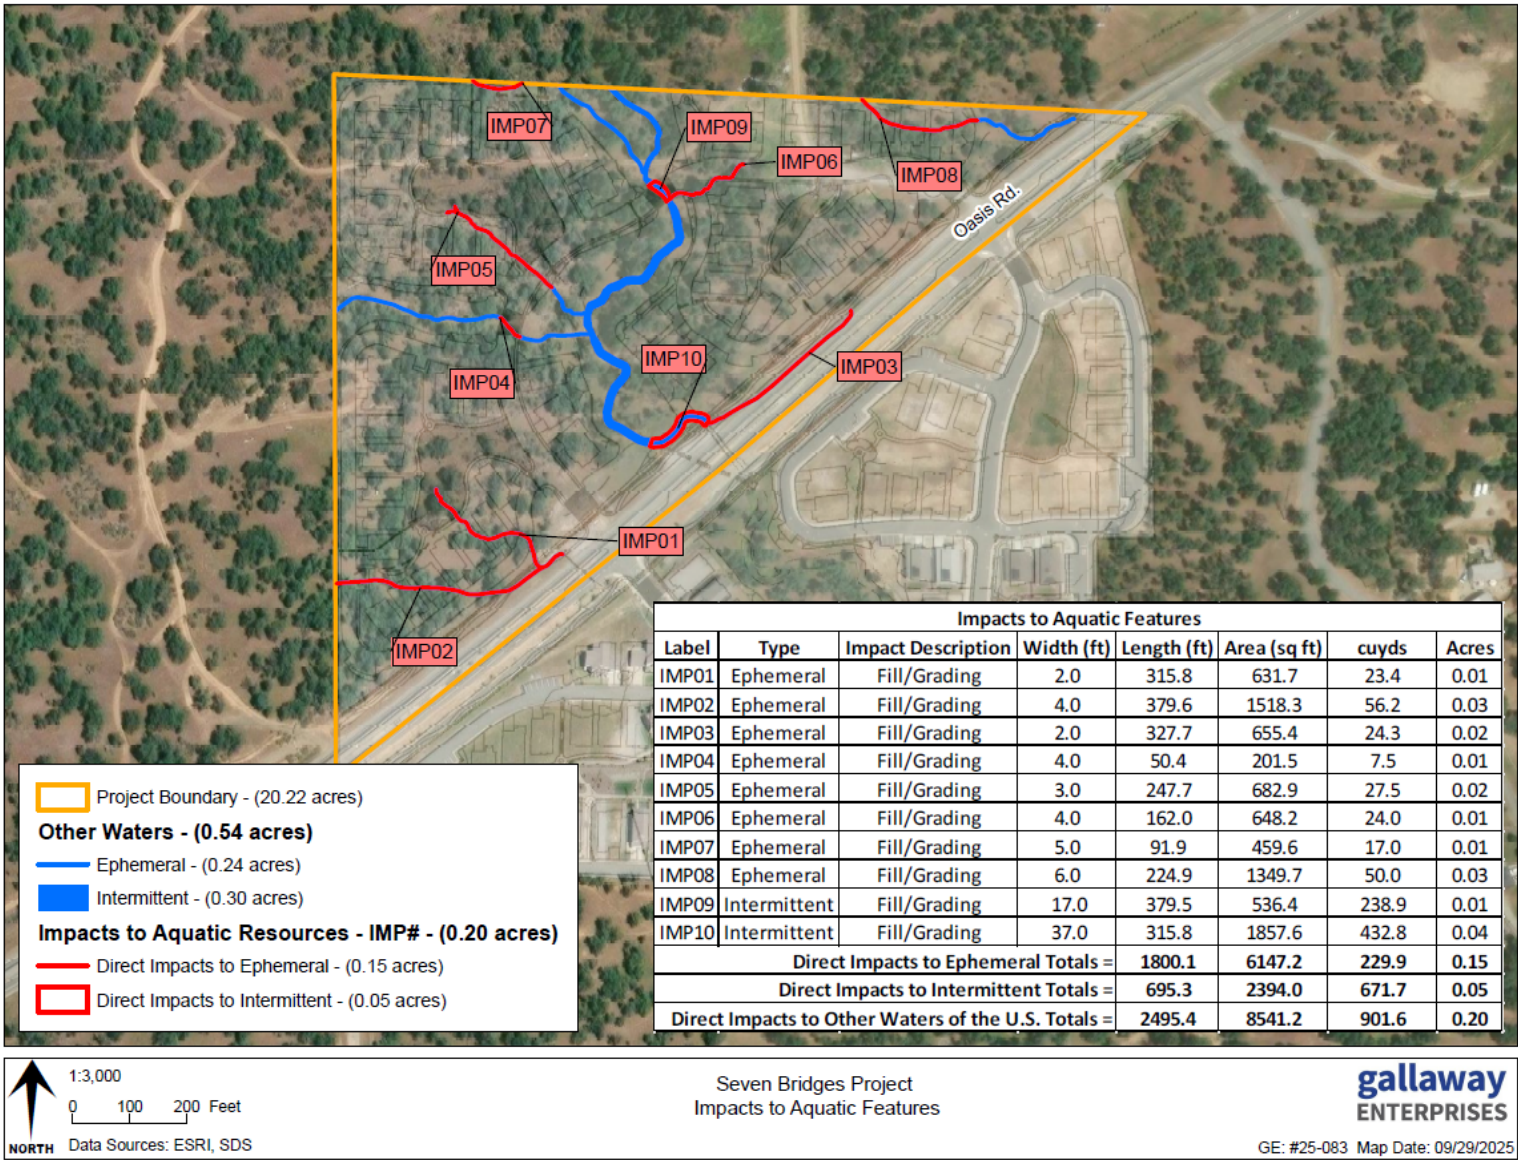 IMP07
IMP09
IMP06
IMP08
Oasis Rd.
IMP05
IMP10
IMP03
IMP04
IMP01
IMP02
Impacts to Aquatic Features
Label Type Impact Description Width (ft) Length (ft) Area (sq ft) cuyds Acres
IMP01 Ephemeral Fill/Grading 2.0 315.8 631.7 23.4 0.01
IMP02 Ephemeral Fill/Grading 4.0 379.6 1518.3 56.2 0.03
IMP03 Ephemeral Fill/Grading 2.0 327.7 655.4 24.3 0.02
IMP04 Ephemeral Fill/Grading 4.0 50.4 201.5 7.5 0.01
IMP05 Ephemeral Fill/Grading 3.0 247.7 682.9 27.5 0.02
IMP06 Ephemeral Fill/Grading 4.0 162.0 648.2 24.0 0.01
IMP07 Ephemeral Fill/Grading 5.0 91.9 459.6 17.0 0.01
IMP08 Ephemeral Fill/Grading 6.0 224.9 1349.7 50.0 0.03
IMP09 Intermittent Fill/Grading 17.0 379.5 536.4 238.9 0.01
IMP10 Intermittent Fill/Grading 37.0 315.8 1857.6 432.8 0.04
Direct Impacts to Ephemeral Totals = 1800.1 6147.2 229.9 0.15
Direct Impacts to Intermittent Totals = 695.3 2394.0 671.7 0.05
Direct Impacts to Other Waters of the U.S. Totals = 2495.4 8541.2 901.6 0.20
Project Boundary - (20.22 acres)
Other Waters - (0.54 acres)
Ephemeral - (0.24 acres)
Intermittent - (0.30 acres)
Impacts to Aquatic Resources - IMP# - (0.20 acres)
Direct Impacts to Ephemeral - (0.15 acres)
Direct Impacts to Intermittent - (0.05 acres)
NORTH
1:3,000
0 100 200 Feet
Data Sources: ESRI, SDS
Seven Bridges Project
Impacts to Aquatic Features
gallaway
ENTERPRISES
GE: #25-083 Map Date: 09/29/2025